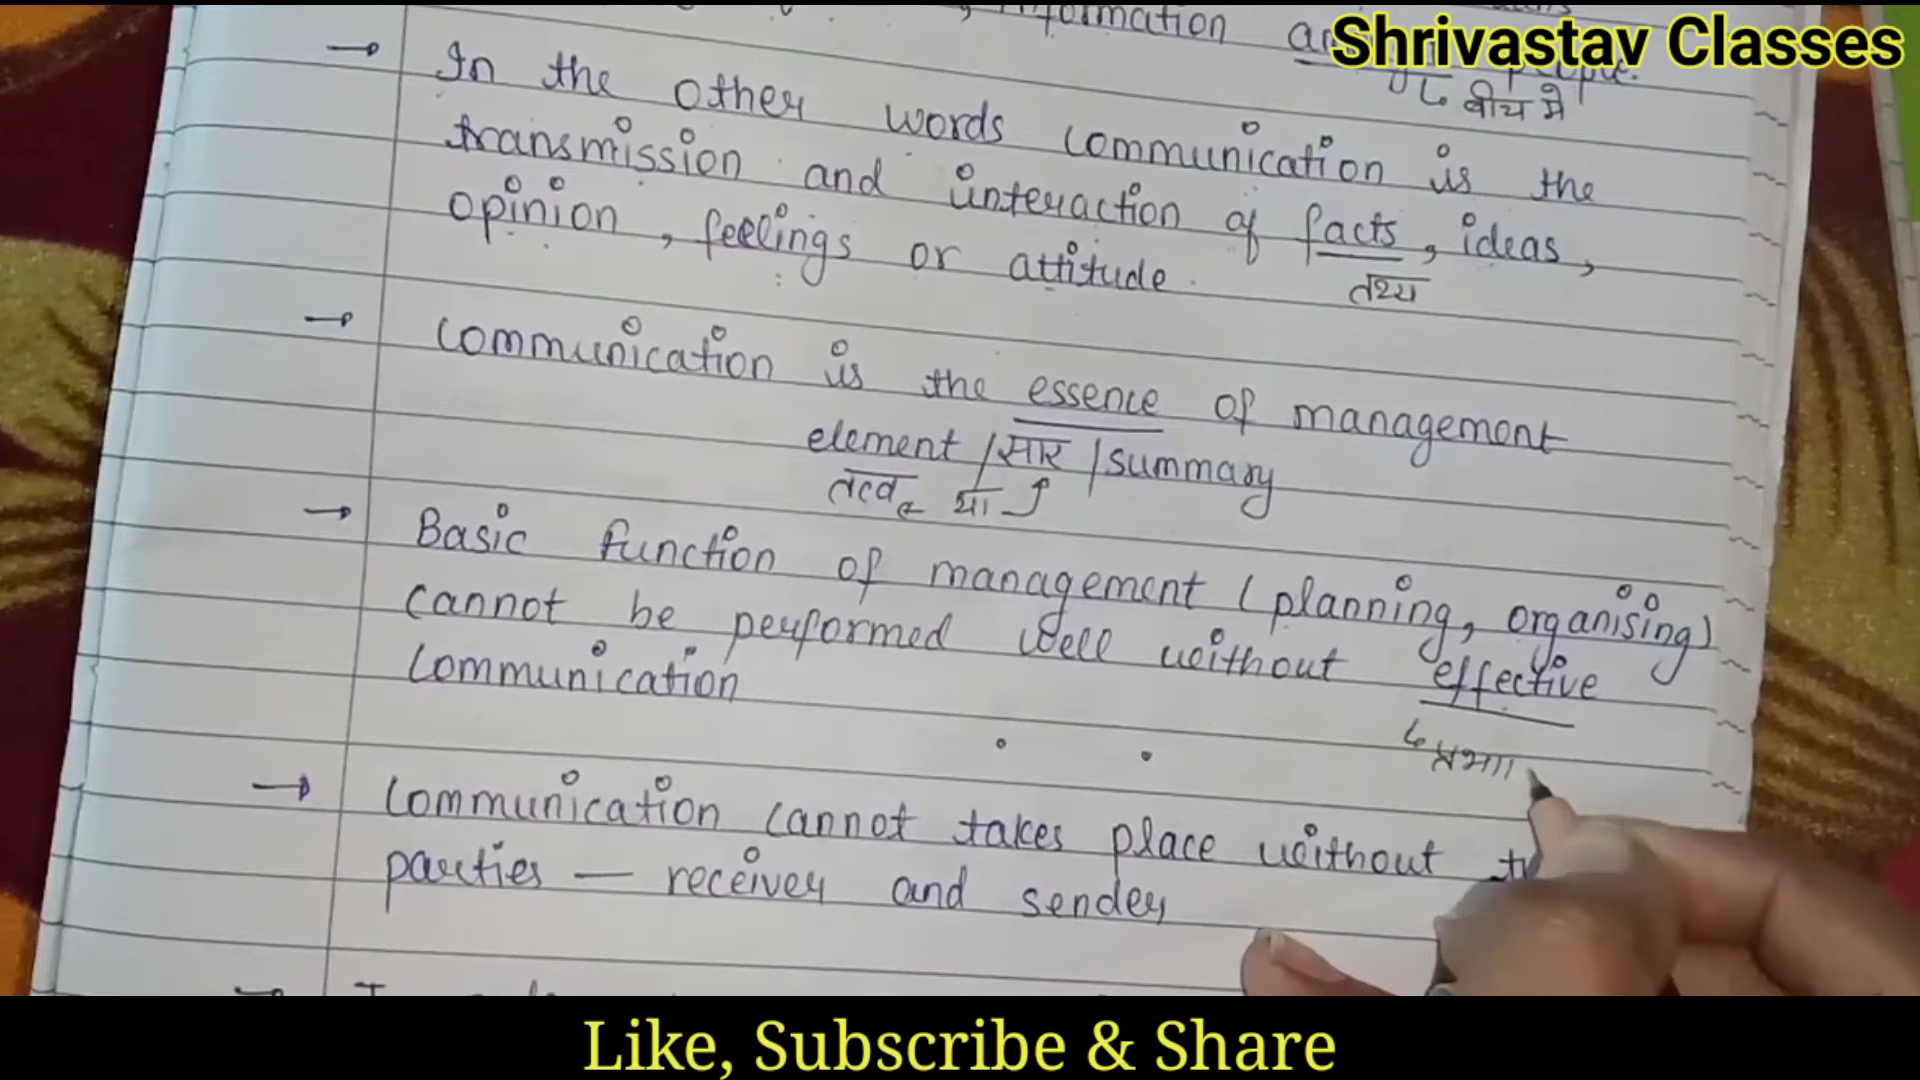 information
Shrivastav Classes
बीच में
→ In the other words communication is the
transmission and interaction of facts, ideas,
तथ्य
opinion, feelings or attitude.
→ Communication is the essence of management
element / सार / summary
तत्व या
→ Basic function of management (planning, organising)
cannot be performed well without effective
communication
→ Communication cannot takes place without
parties — receiver and sender
Like, Subscribe & Share